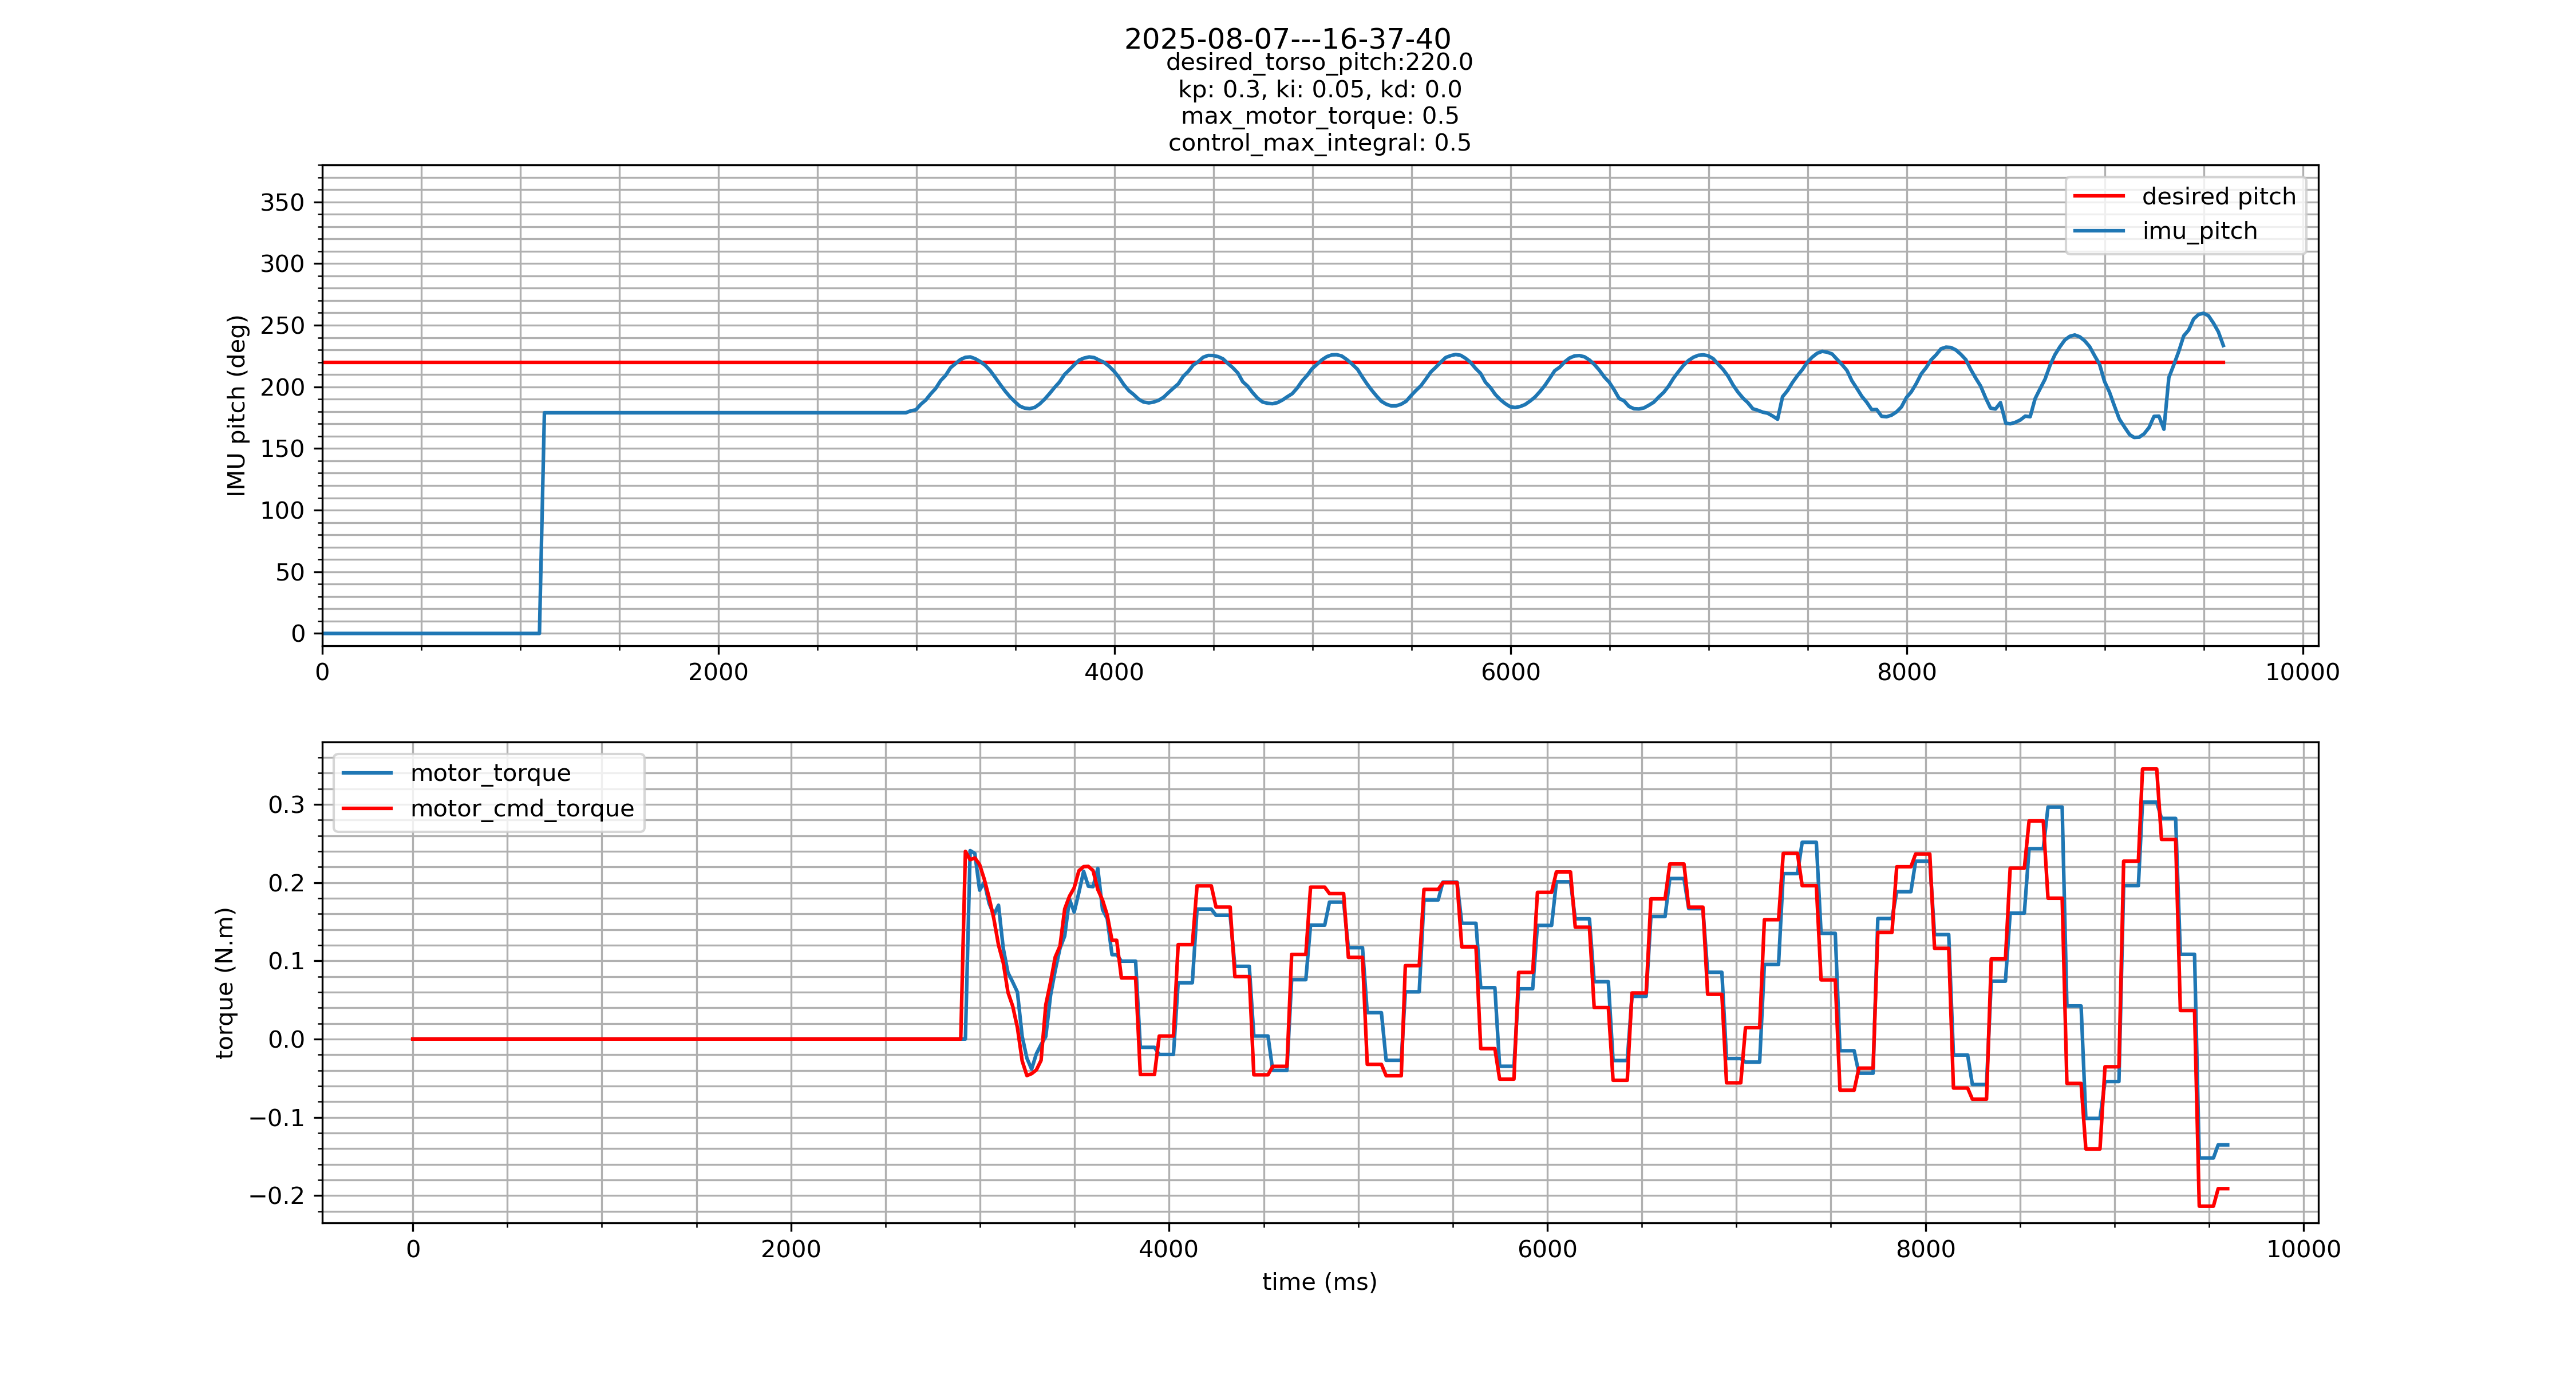 2025-08-07---16-37-40
desired_torso_pitch:220.0
kp: 0.3, ki: 0.05, kd: 0.0
max_motor_torque: 0.5
control_max_integral: 0.5
350
300
250
200
150
100
50
0
IMU pitch (deg)
desired pitch
imu_pitch
0 2000 4000 6000 8000 10000
motor_torque
motor_cmd_torque
0.3
0.2
0.1
0.0
−0.1
−0.2
torque (N.m)
0 2000 4000 6000 8000 10000
time (ms)